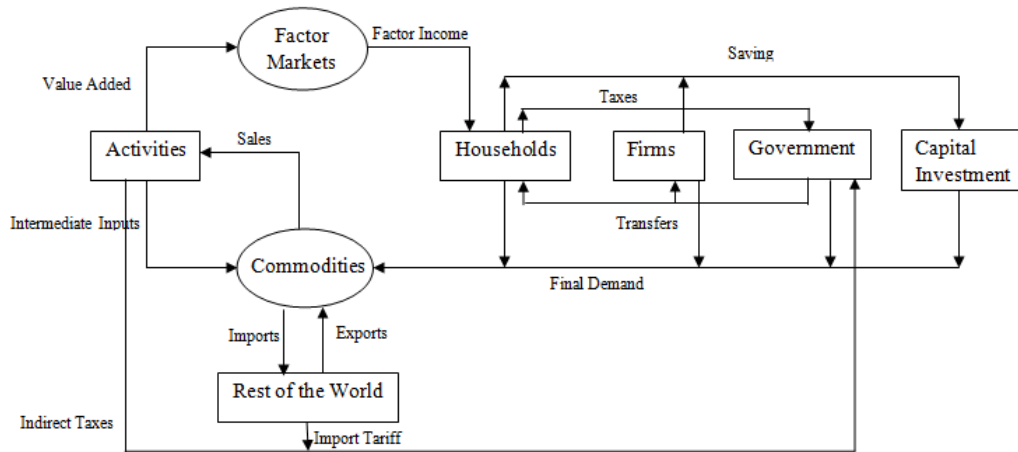 Factor
Markets
Factor Income
Saving
Value Added
Taxes
Activities
Sales
Households
Firms
Government
Capital
Investment
Intermediate Inputs
Transfers
Commodities
Final Demand
Imports
Exports
Rest of the World
Indirect Taxes
Import Tariff